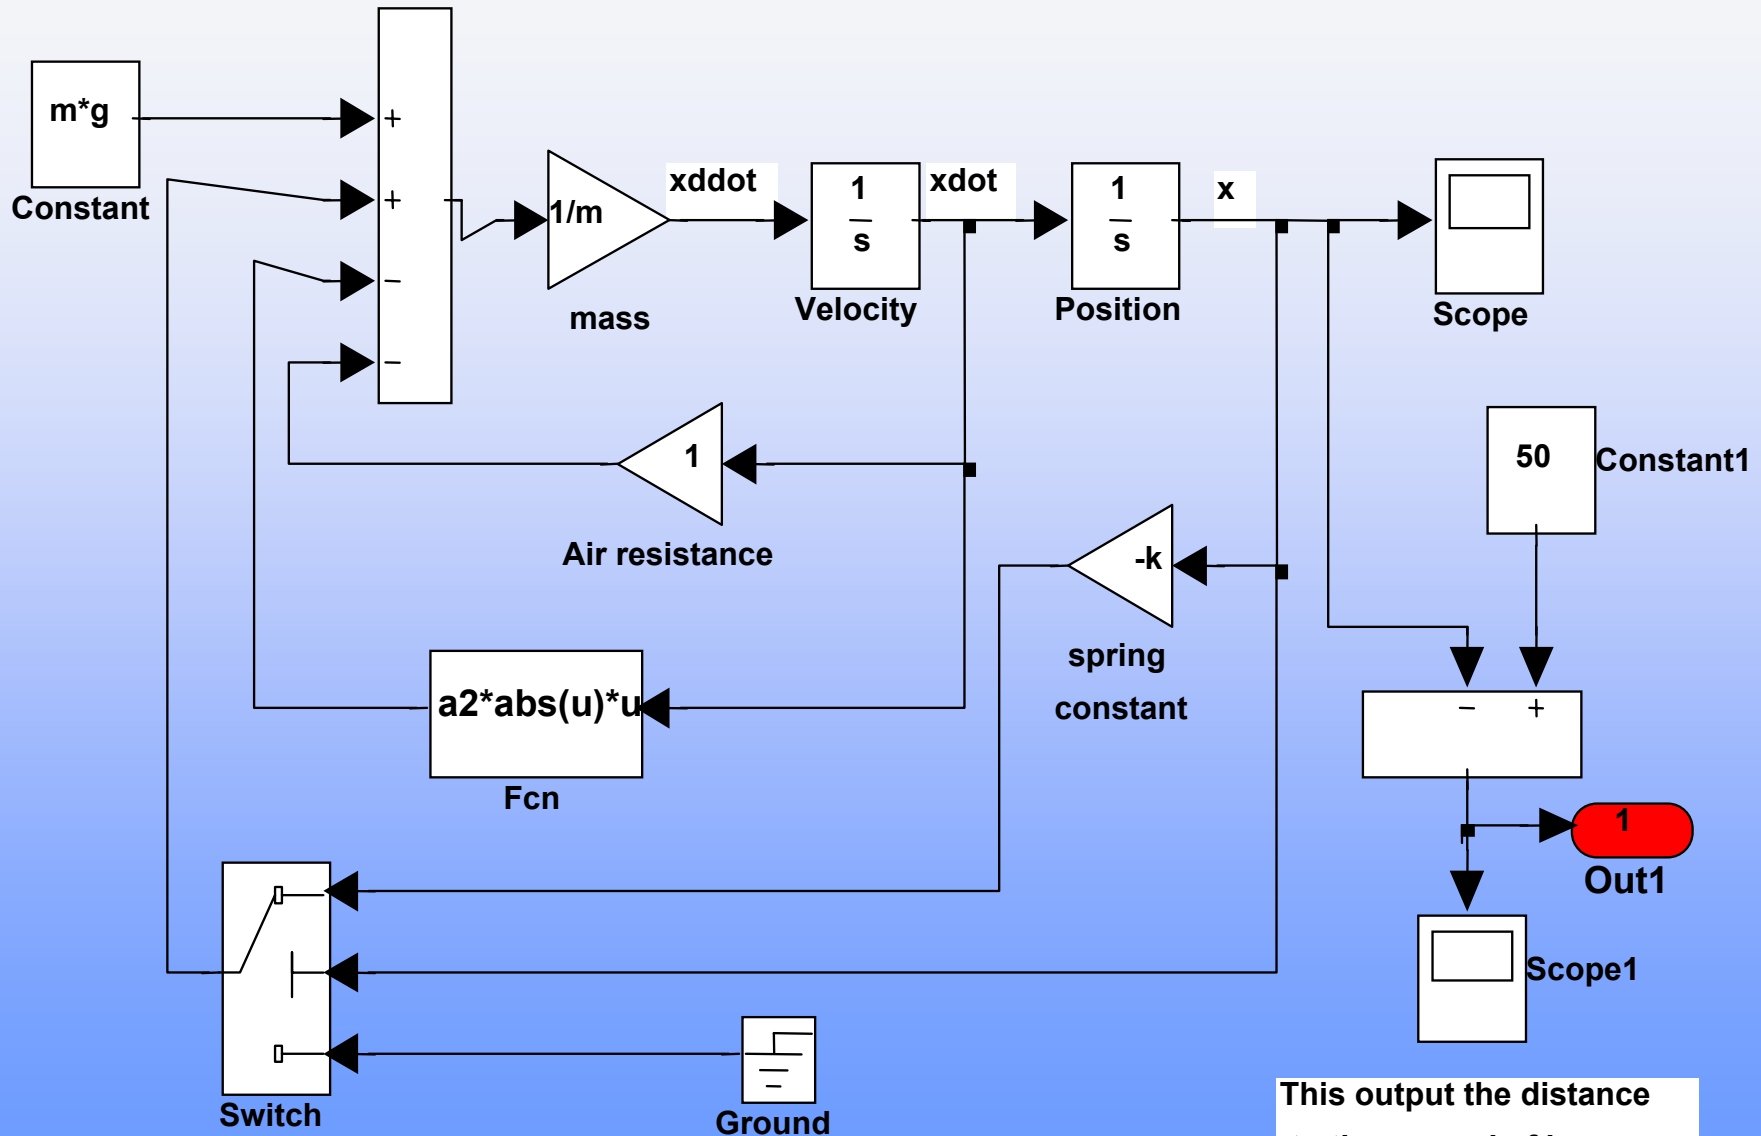 m*g
Constant
+
+
−
−
1/m
mass
xddot
1
s
Velocity
xdot
1
s
Position
x
Scope
1
Air resistance
-k
spring
constant
50
Constant1
a2*abs(u)*u
Fcn
− +
1
Out1
Scope1
Switch
Ground
This output the distance